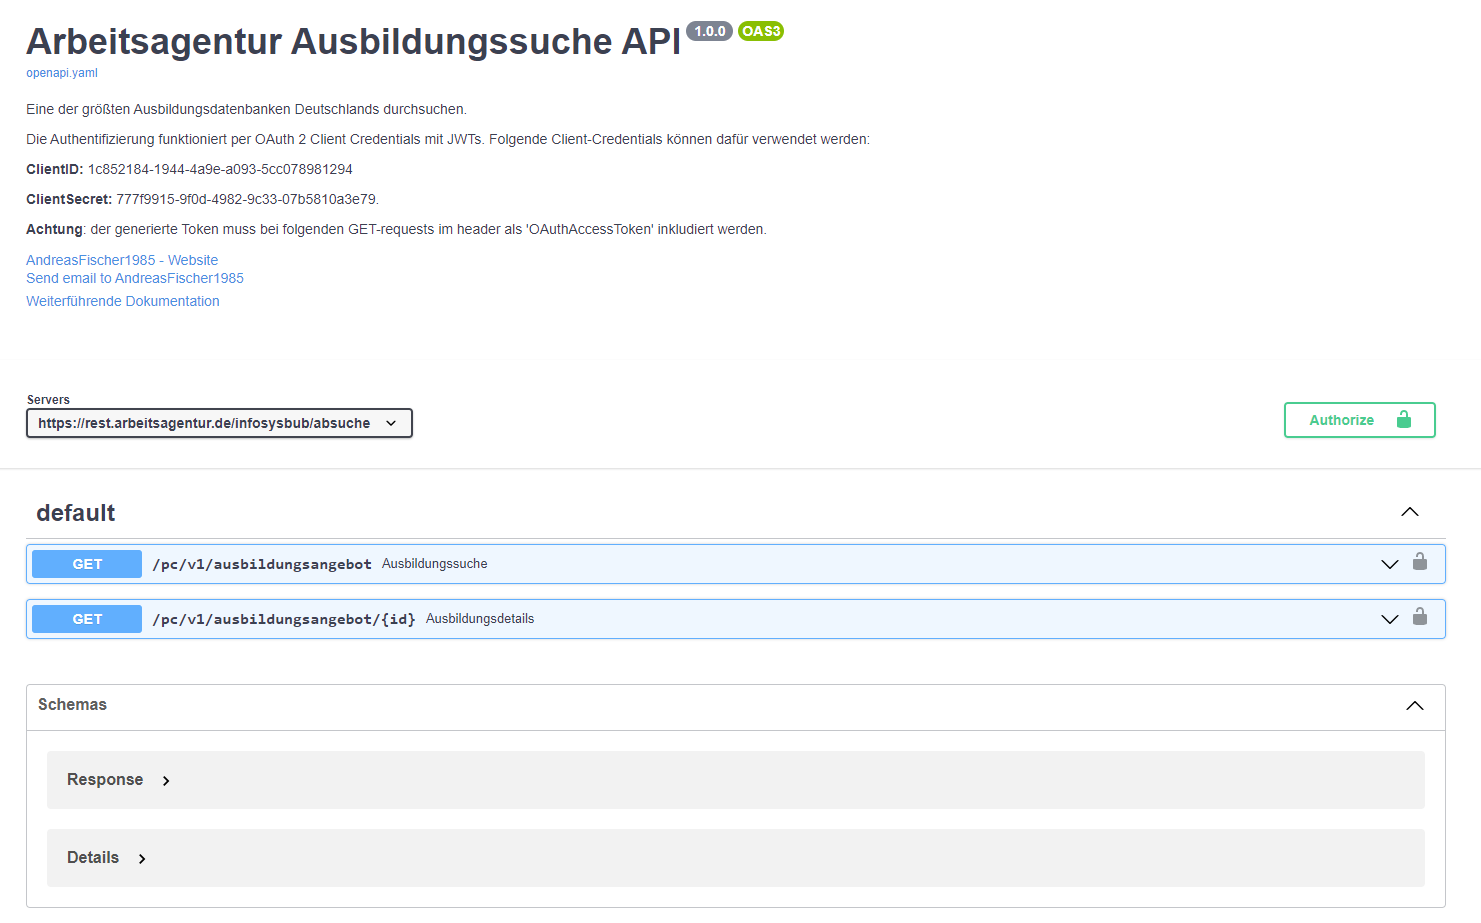 Arbeitsagentur Ausbildungssuche API 1.0.0 OAS3
openapi.yaml
Eine der größten Ausbildungsdatenbanken Deutschlands durchsuchen.
Die Authentifizierung funktioniert per OAuth 2 Client Credentials mit JWTs. Folgende Client-Credentials können dafür verwendet werden:
ClientID: 1c852184-1944-4a9e-a093-5cc078981294
ClientSecret: 777f9915-9f0d-4982-9c33-07b5810a3e79.
Achtung: der generierte Token muss bei folgenden GET-requests im header als 'OAuthAccessToken' inkludiert werden.
AndreasFischer1985 - Website
Send email to AndreasFischer1985
Weiterführende Dokumentation
Servers
https://rest.arbeitsagentur.de/infosysbub/absuche
Authorize
default
GET /pc/v1/ausbildungsangebot Ausbildungssuche
GET /pc/v1/ausbildungsangebot/{id} Ausbildungsdetails
Schemas
Response
Details